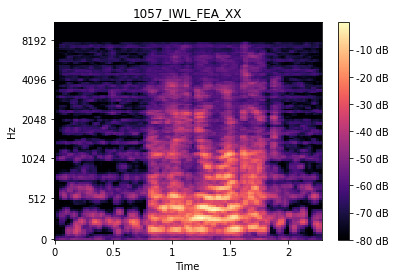 1057_IWL_FEA_XX
8192
4096
2048
1024
512
0
Hz
0
0.5
1
1.5
2
Time
-10 dB
-20 dB
-30 dB
-40 dB
-50 dB
-60 dB
-70 dB
-80 dB